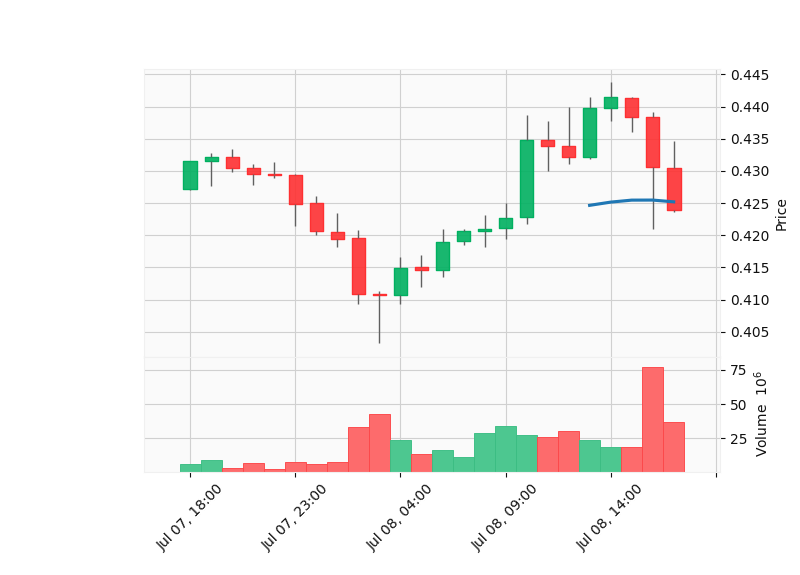 0.445
0.440
0.435
0.430
0.425
0.420
0.415
0.410
0.405
Price
75
50
25
Volume 10⁶
Jul 07, 18:00
Jul 07, 23:00
Jul 08, 04:00
Jul 08, 09:00
Jul 08, 14:00